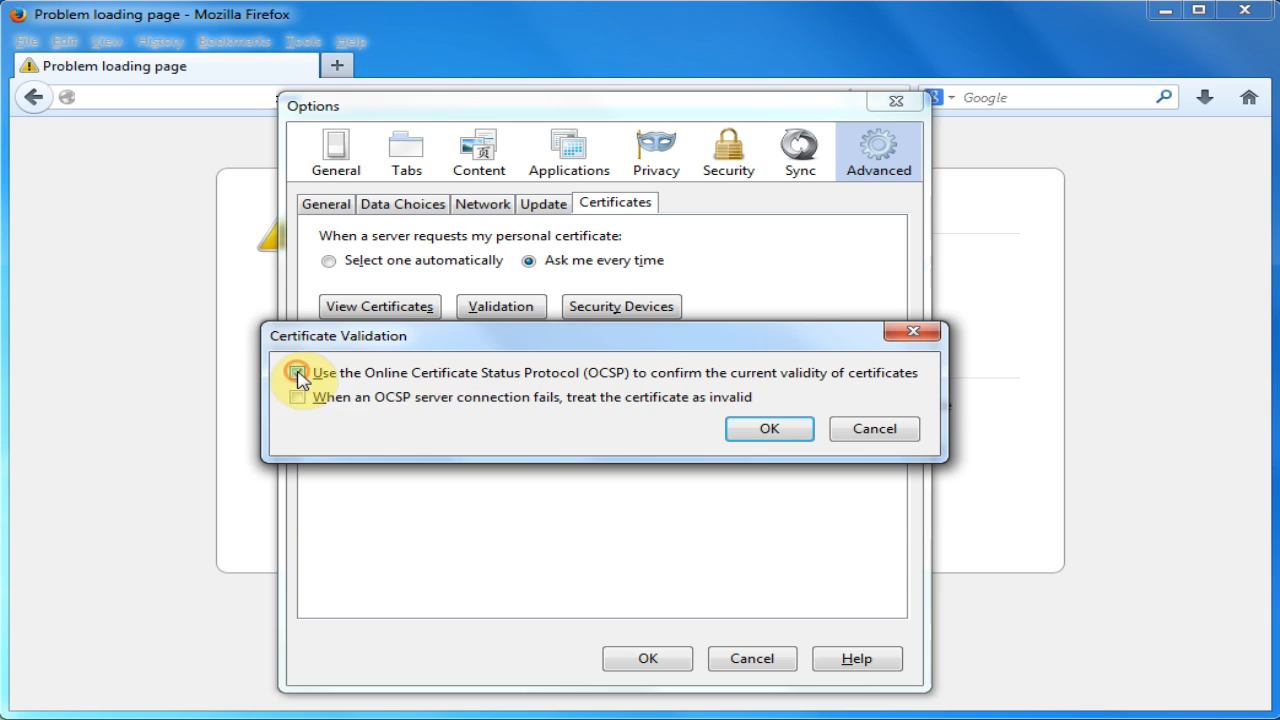 Problem loading page - Mozilla Firefox
File Edit View History Bookmarks Tools Help
Problem loading page
Google
Options
General Tabs Content Applications Privacy Security Sync Advanced
General Data Choices Network Update Certificates
When a server requests my personal certificate:
Select one automatically Ask me every time
View Certificates Validation Security Devices
Certificate Validation
Use the Online Certificate Status Protocol (OCSP) to confirm the current validity of certificates
When an OCSP server connection fails, treat the certificate as invalid
OK Cancel
OK Cancel Help